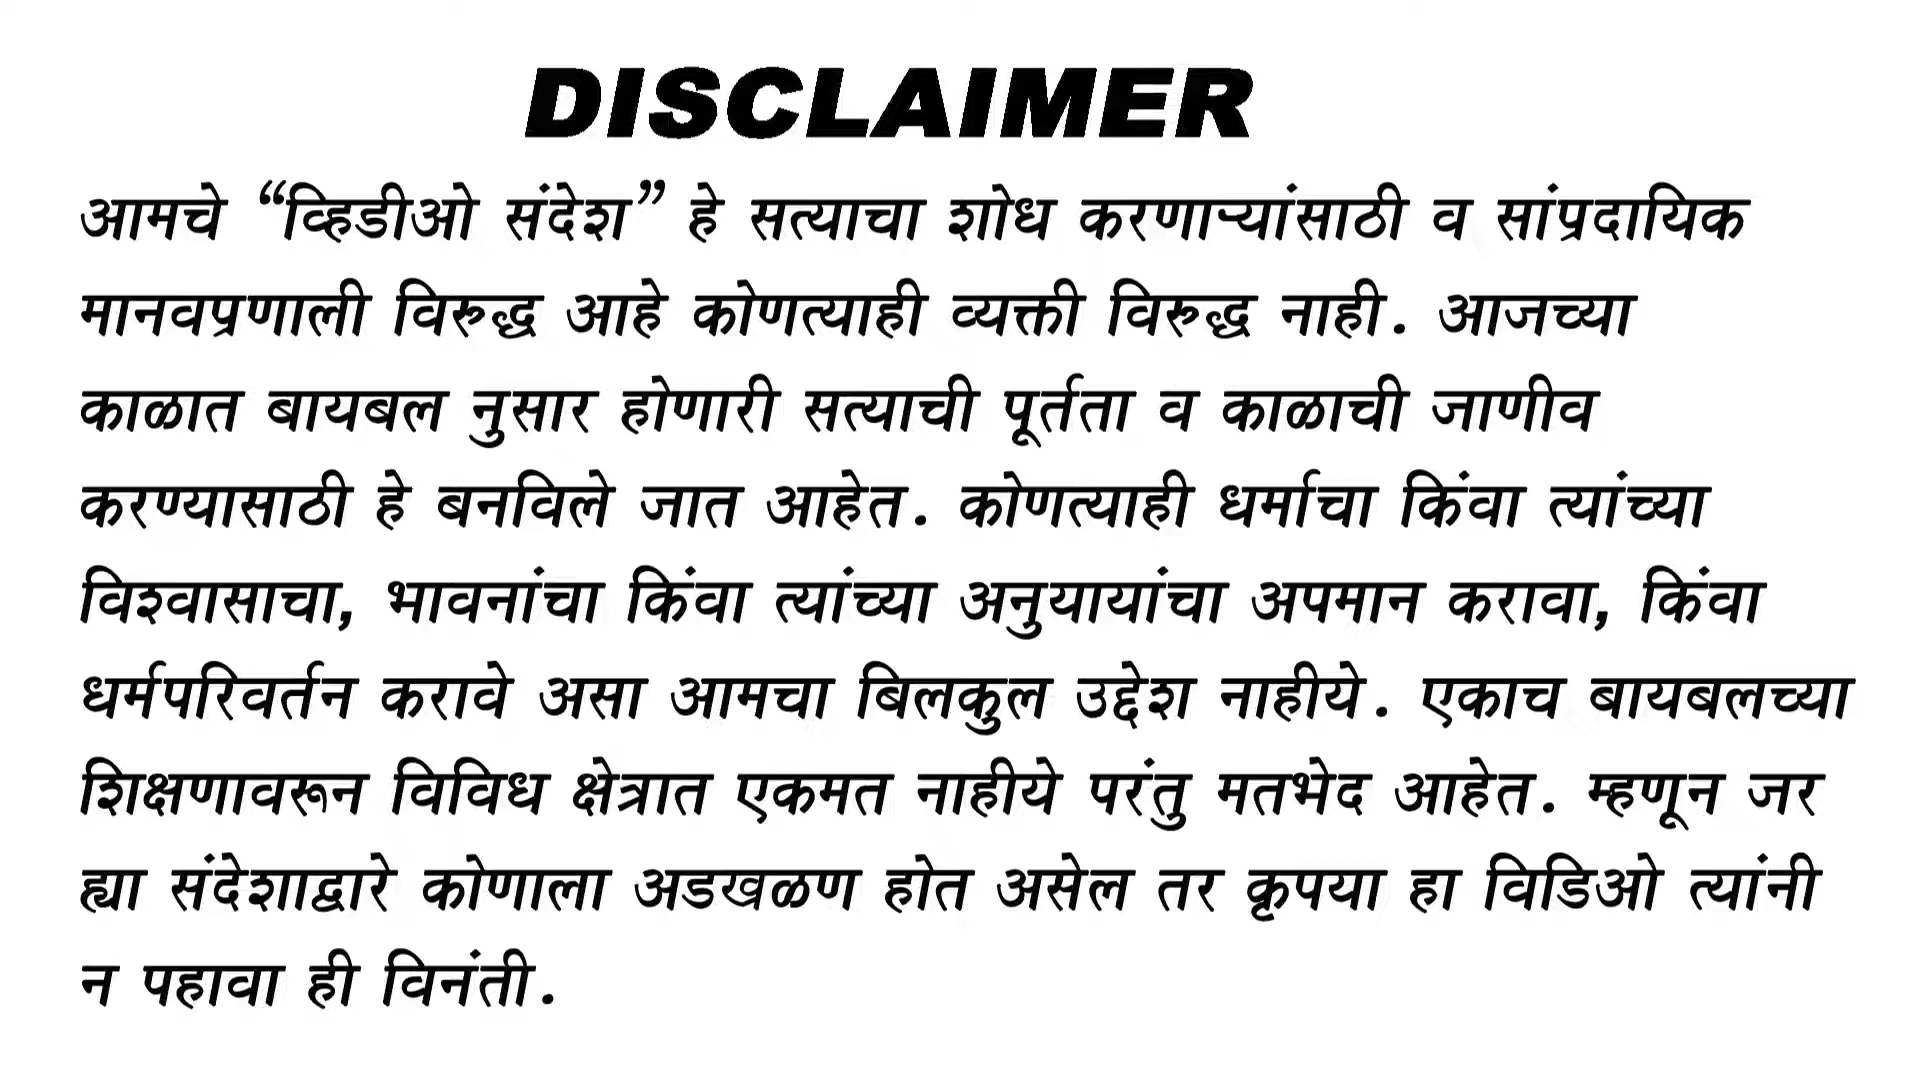 DISCLAIMER
आमचे “व्हिडीओ संदेश” हे सत्याचा शोध करणाऱ्यांसाठी व सांप्रदायिक
मानवप्रणाली विरूद्ध आहे कोणत्याही व्यक्ती विरूद्ध नाही. आजच्या
काळात बायबल नुसार होणारी सत्याची पूर्तता व काळाची जाणीव
करण्यासाठी हे बनविले जात आहेत. कोणत्याही धर्माचा किंवा त्यांच्या
विश्वासाचा, भावनांचा किंवा त्यांच्या अनुयायांचा अपमान करावा, किंवा
धर्मपरिवर्तन करावे असा आमचा बिलकुल उद्देश नाहीये. एकाच बायबलच्या
शिक्षणावरून विविध क्षेत्रात एकमत नाहीये परंतु मतभेद आहेत. म्हणून जर
ह्या संदेशाद्वारे कोणाला अडखळण होत असेल तर कृपया हा विडिओ त्यांनी
न पहावा ही विनंती.